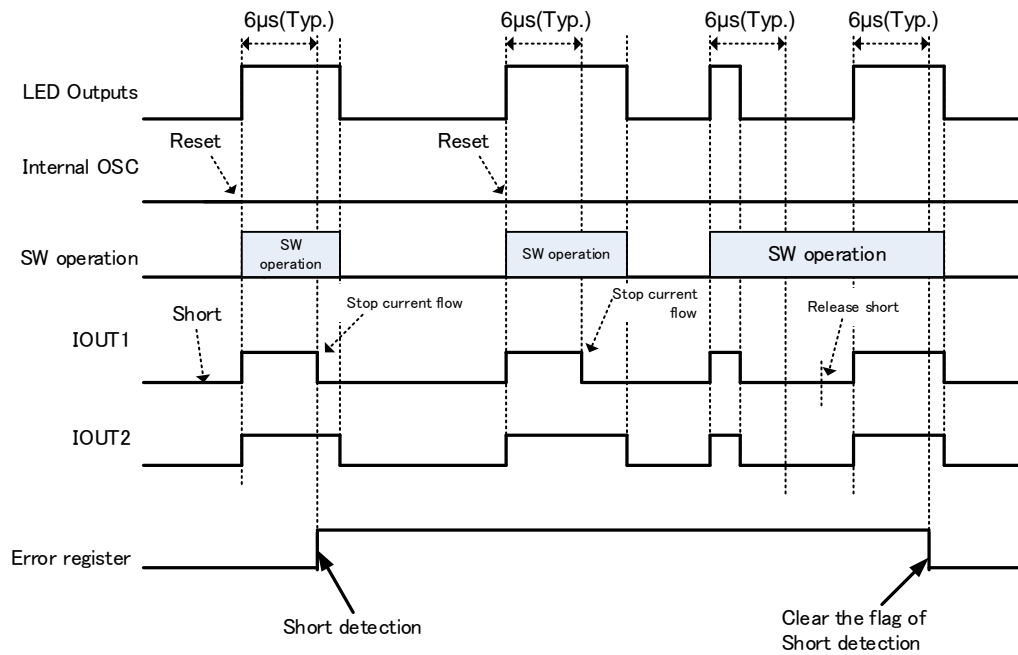 6µs(Typ.) 6µs(Typ.) 6µs(Typ.) 6µs(Typ.)
LED Outputs
Reset Reset
Internal OSC
SW operation
SW
operation
SW operation
SW operation
Short
Stop current flow
Stop current
flow
Release short
IOUT1
IOUT2
Error register
Short detection
Clear the flag of
Short detection